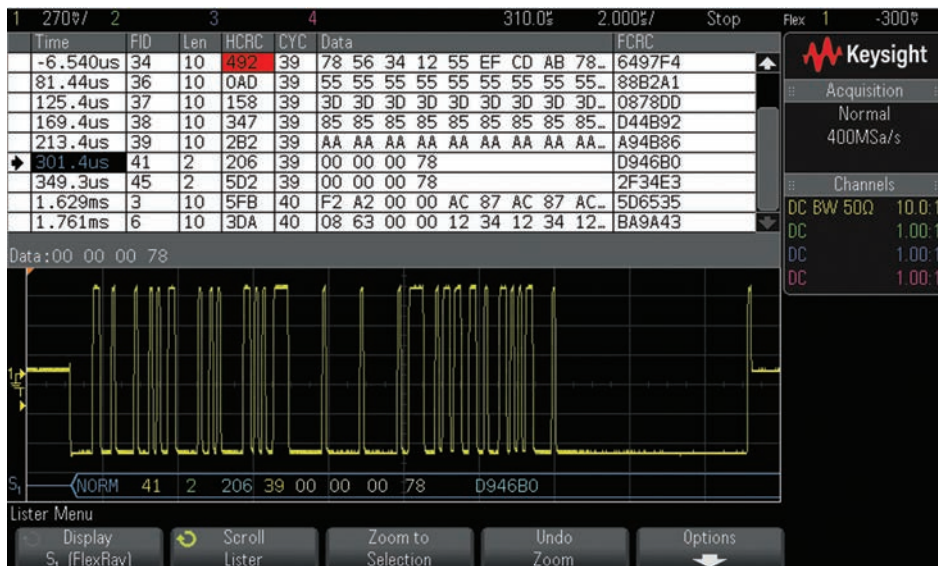 1 270V/ 2 3 4 310.0s 2.000s/ Stop Flex 1 -300V
Time FID Len HCRC CYC Data FCRC
-6.540us 34 10 492 39 78 56 34 12 55 EF CD AB 78… 6497F4
81.44us 36 10 0AD 39 55 55 55 55 55 55 55 55 55… 88B2A1
125.4us 37 10 158 39 3D 3D 3D 3D 3D 3D 3D 3D 3D… 0878DD
169.4us 38 10 347 39 85 85 85 85 85 85 85 85 85… D44B92
213.4us 39 10 2B2 39 AA AA AA AA AA AA AA AA AA… A94B86
301.4us 41 2 206 39 00 00 00 78 D946B0
349.3us 45 2 5D2 39 00 00 00 78 2F34E3
1.629ms 3 10 5FB 40 F2 A2 00 00 AC 87 AC 87 AC… 5D6535
1.761ms 6 10 3DA 40 08 63 00 00 12 34 12 34 12… BA9A43
Data:00 00 00 78
Keysight
Acquisition
Normal
400MSa/s
Channels
DC BW 50Ω 10.0:1
DC 1.00:1
DC 1.00:1
DC 1.00:1
1
T
S₁ NORM 41 2 206 39 00 00 00 78 D946B0
Lister Menu
Display
S₁ (FlexRay)
Scroll
Lister
Zoom to
Selection
Undo
Zoom
Options